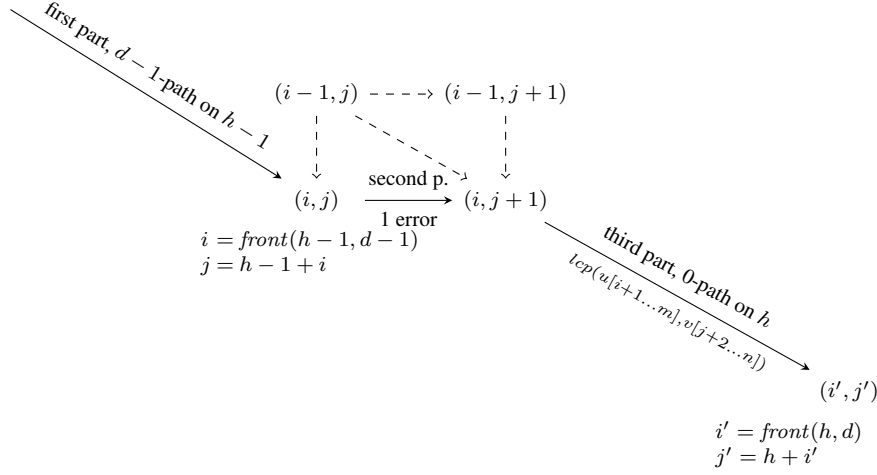 first part, d − 1-path on h − 1
(i − 1, j)
(i − 1, j + 1)
(i, j)
second p.
1 error
(i, j + 1)
i = front(h − 1, d − 1)
j = h − 1 + i
third part, 0-path on h
lcp(u[i+1...m],v[j+2...n])
(i′, j′)
i′ = front(h, d)
j′ = h + i′